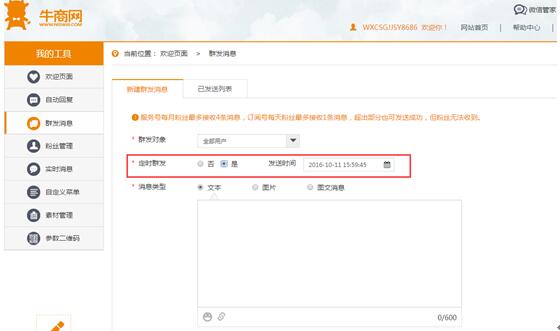 牛商网
WWW.NSW88.COM
微信管家
WXCSGJJSY8686 欢迎你！ 网站首页 | 帮助中心 |
我的工具
当前位置： 欢迎页面 > 群发消息
欢迎页面
自动回复
群发消息
粉丝管理
实时消息
自定义菜单
素材管理
参数二维码
新建群发消息 已发送列表
服务号每月粉丝最多接收4条消息，订阅号每天粉丝最多接收1条消息，超出部分也可发送成功，但粉丝无法收到。
* 群发对象 全部用户
* 定时群发 否 是 发送时间 2016-10-11 15:59:45
* 消息类型 文本 图片 图文消息
0/600